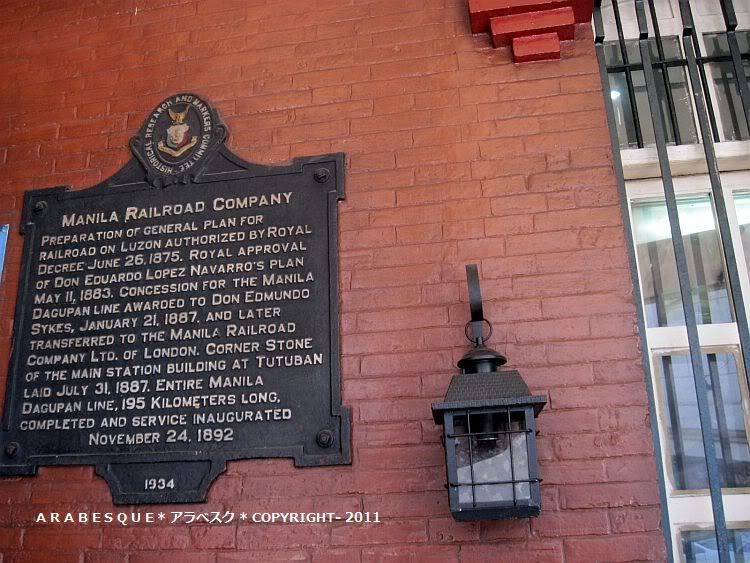 HISTORICAL RESEARCH AND MARKERS COMMITTEE
MANILA RAILROAD COMPANY
PREPARATION OF GENERAL PLAN FOR
RAILROAD ON LUZON AUTHORIZED BY ROYAL
DECREE JUNE 26, 1875. ROYAL APPROVAL
OF DON EDUARDO LOPEZ NAVARRO'S PLAN
MAY 11, 1883. CONCESSION FOR THE MANILA
DAGUPAN LINE AWARDED TO DON EDMUNDO
SYKES, JANUARY 21, 1887, AND LATER
TRANSFERRED TO THE MANILA RAILROAD
COMPANY LTD. OF LONDON. CORNER STONE
OF THE MAIN STATION BUILDING AT TUTUBAN
LAID JULY 31, 1887. ENTIRE MANILA
DAGUPAN LINE, 195 KILOMETERS LONG,
COMPLETED AND SERVICE INAUGURATED
NOVEMBER 24, 1892
1934
A R A B E S Q U E * アラベスク * COPYRIGHT- 2011